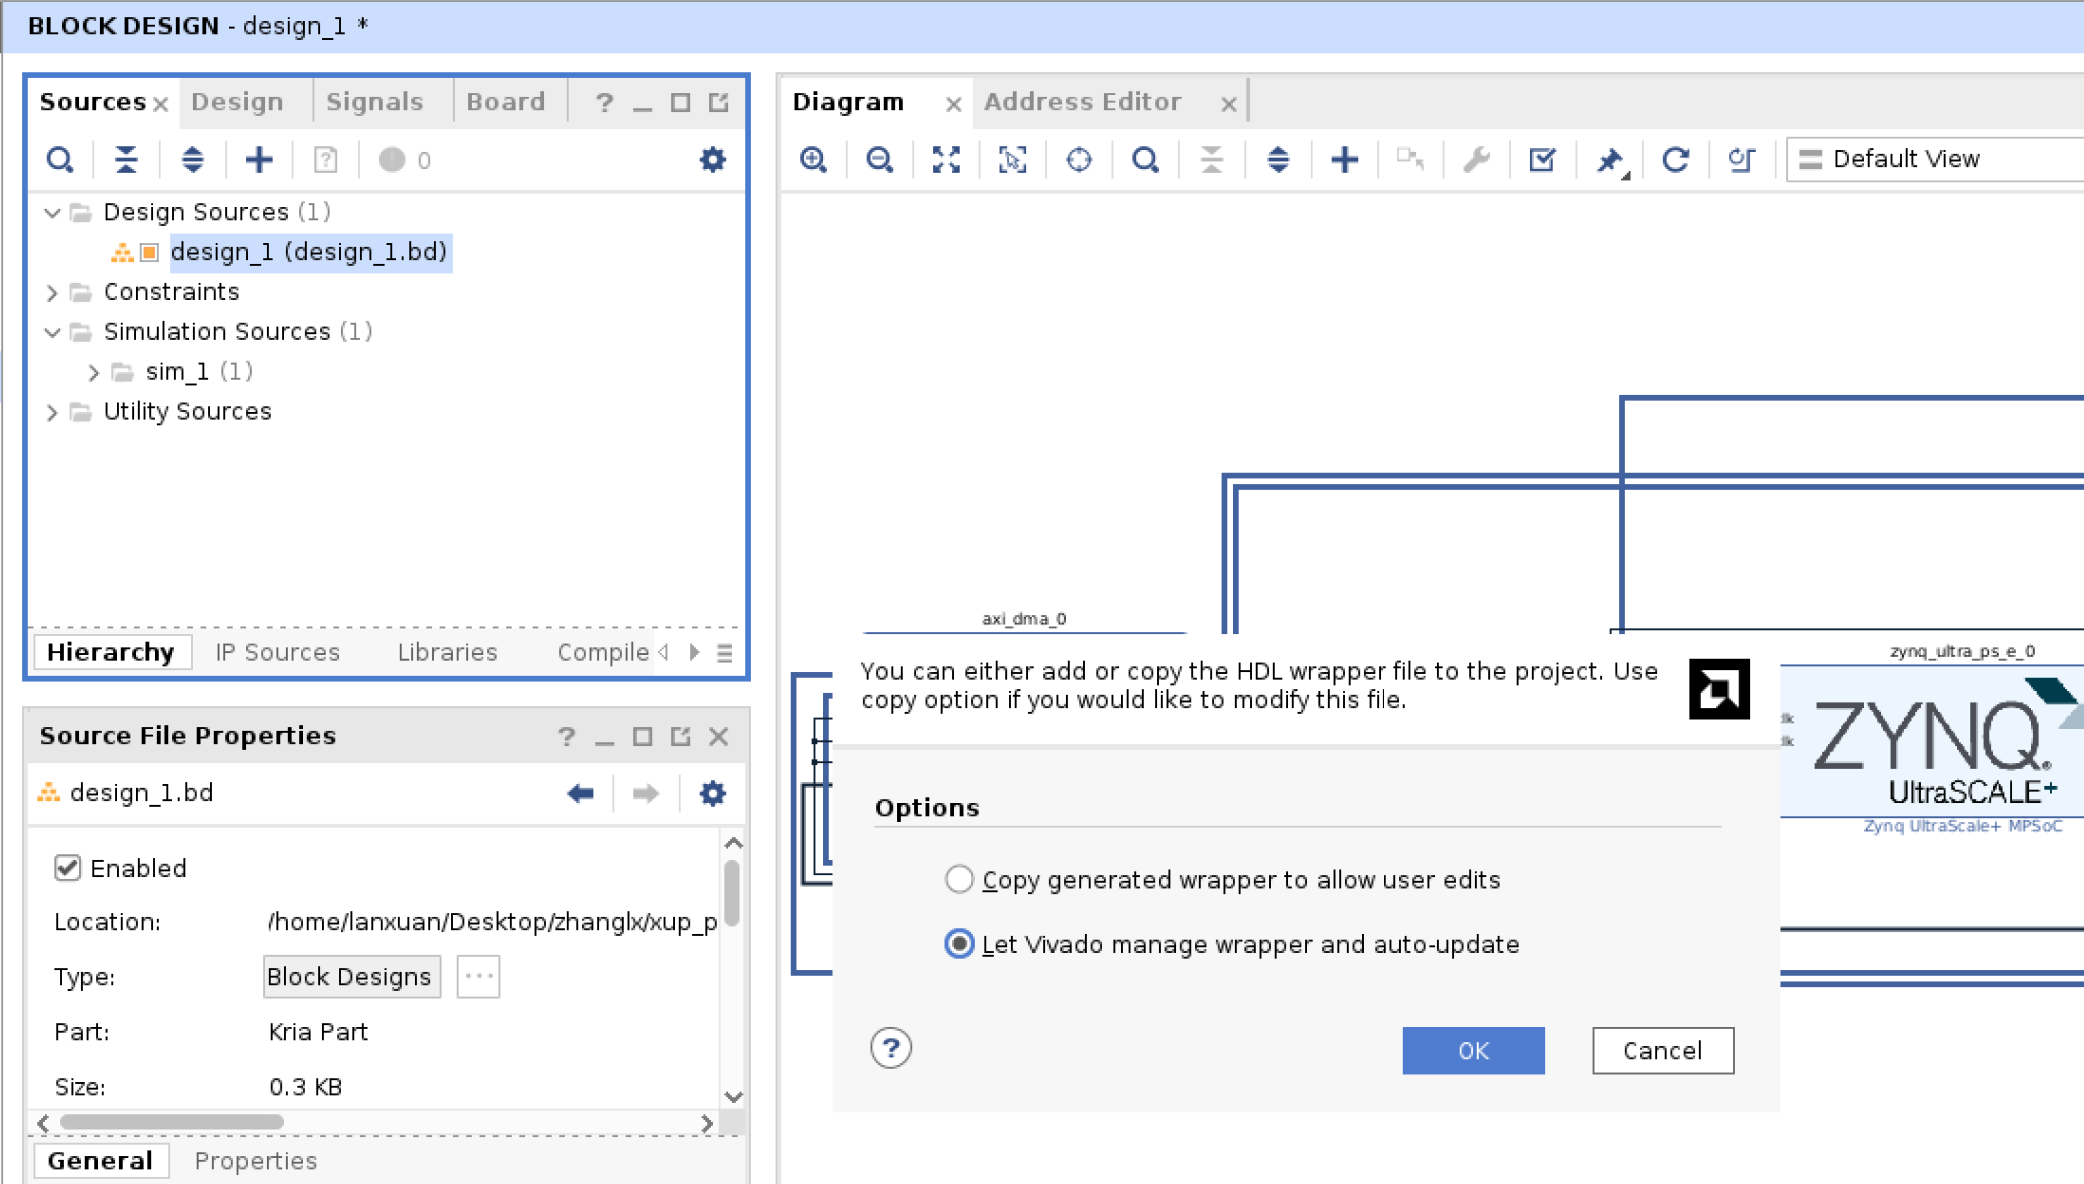 BLOCK DESIGN - design_1 *
Sources
Design
Signals
Board
?
0
Design Sources (1)
design_1 (design_1.bd)
Constraints
Simulation Sources (1)
sim_1 (1)
Utility Sources
Hierarchy
IP Sources
Libraries
Compile
Source File Properties
?
design_1.bd
Enabled
Location: /home/lanxuan/Desktop/zhanglx/xup_p
Type: Block Designs ...
Part: Kria Part
Size: 0.3 KB
General
Properties
Diagram
Address Editor
Default View
axi_dma_0
zynq_ultra_ps_e_0
ZYNQ
UltraSCALE+
Zynq UltraScale+ MPSoC
You can either add or copy the HDL wrapper file to the project. Use
copy option if you would like to modify this file.
Options
Copy generated wrapper to allow user edits
Let Vivado manage wrapper and auto-update
?
OK
Cancel